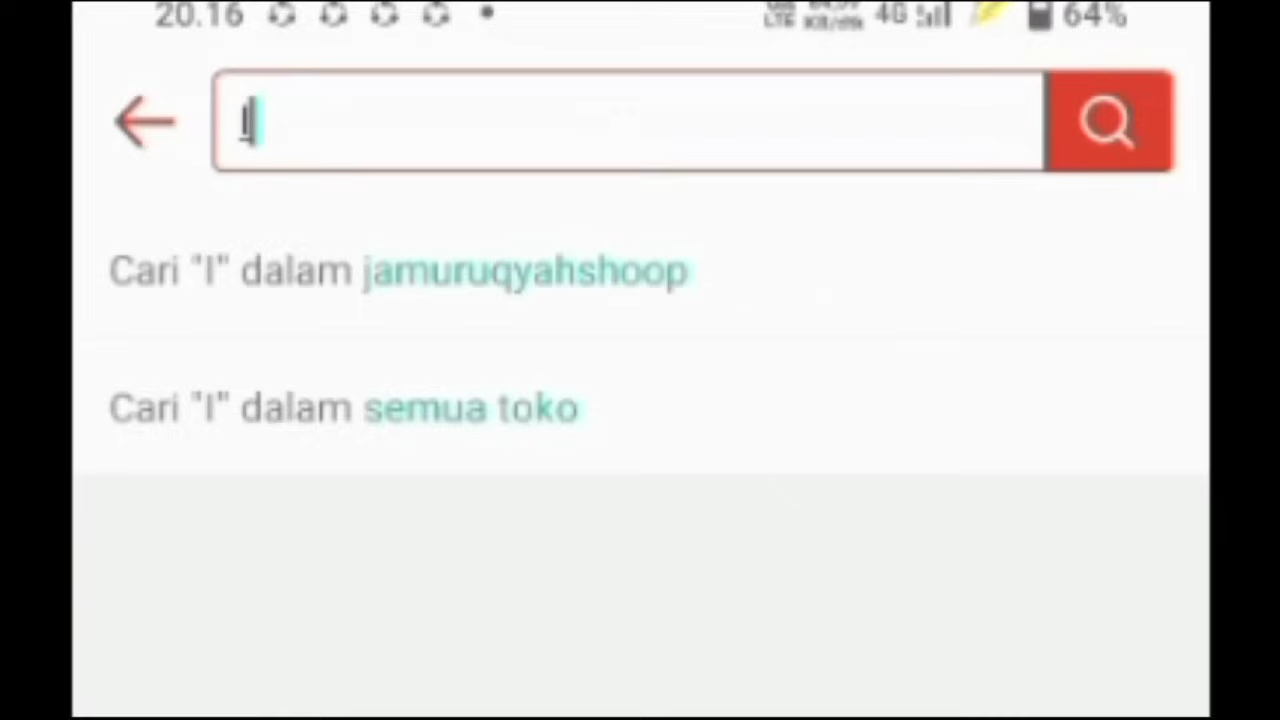 20.16 4G 64%
I
Cari "I" dalam jamuruqyahshoop
Cari "I" dalam semua toko